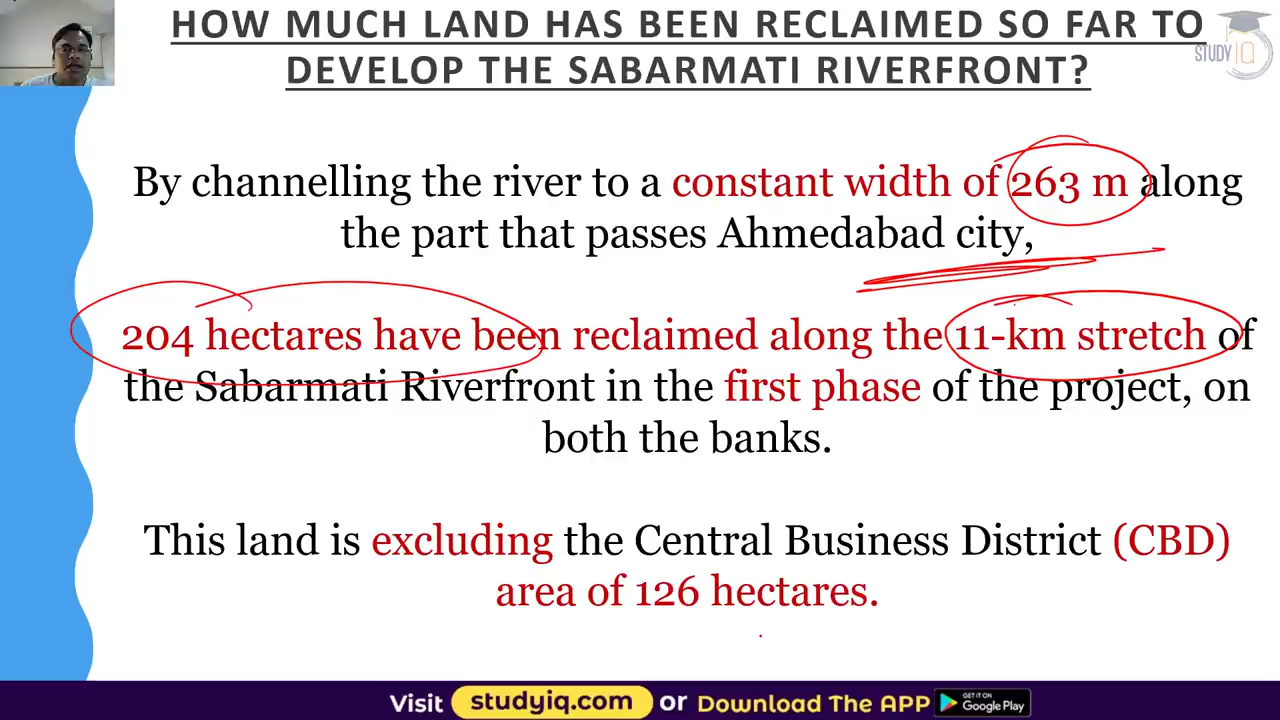 HOW MUCH LAND HAS BEEN RECLAIMED SO FAR TO
DEVELOP THE SABARMATI RIVERFRONT?
STUDY IQ
By channelling the river to a constant width of 263 m along
the part that passes Ahmedabad city,
204 hectares have been reclaimed along the 11-km stretch of
the Sabarmati Riverfront in the first phase of the project, on
both the banks.
This land is excluding the Central Business District (CBD)
area of 126 hectares.
Visit studyiq.com or Download The APP GET IT ON Google Play